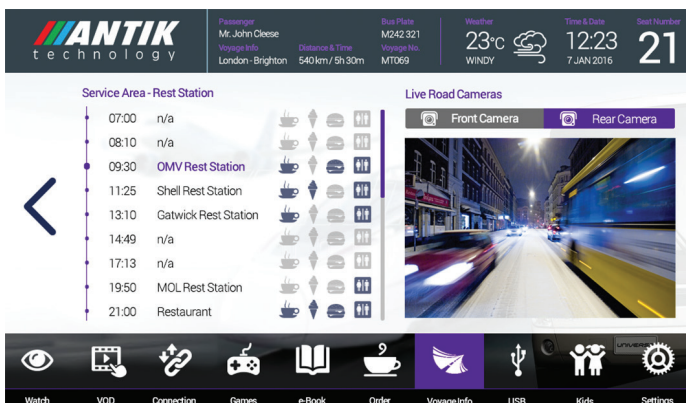 ANTIK
technology
Passenger
Mr. John Cleese
Voyage Info
London - Brighton
Distance & Time
540 km / 5h 30m
Bus Plate
M242 321
Voyage No.
MT069
Weather
23°C
WINDY
Time & Date
12:23
7 JAN 2016
Seat Number
21
Service Area - Rest Station
07:00 n/a
08:10 n/a
09:30 OMV Rest Station
11:25 Shell Rest Station
13:10 Gatwick Rest Station
14:49 n/a
17:13 n/a
19:50 MOL Rest Station
21:00 Restaurant
Live Road Cameras
Front Camera
Rear Camera
Watch
VOD
Connection
Games
e-Book
Order
Voyage Info
USB
Kids
Settings